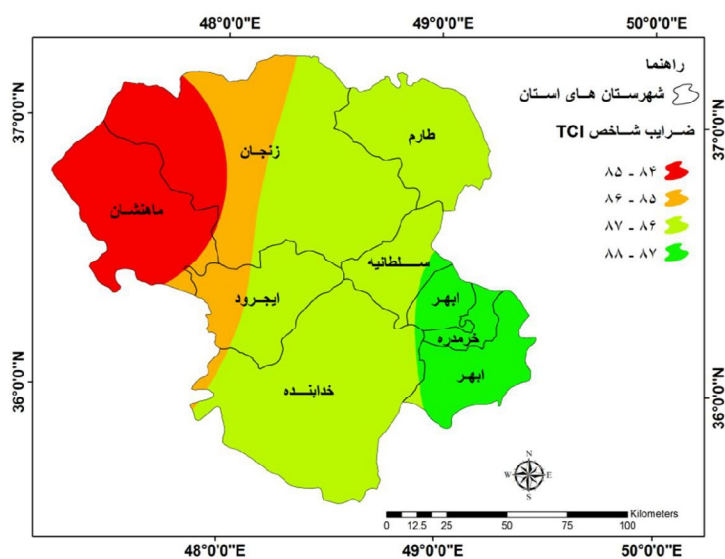 48°0'0"E 49°0'0"E 50°0'0"E
37°0'0"N
36°0'0"N
راهنما
شهرستان های استان
ضرایب شاخص TCI
۸۵ - ۸۴
۸۶ - ۸۵
۸۷ - ۸۶
۸۸ - ۸۷
37°0'0"N
36°0'0"N
طارم
زنجان
ماهنشان
سلطانیه
ایجرود
ابهر
خرمدره
ابهر
خدابنده
N
W E
S
Kilometers
0 12.5 25 50 75 100
48°0'0"E 49°0'0"E 50°0'0"E